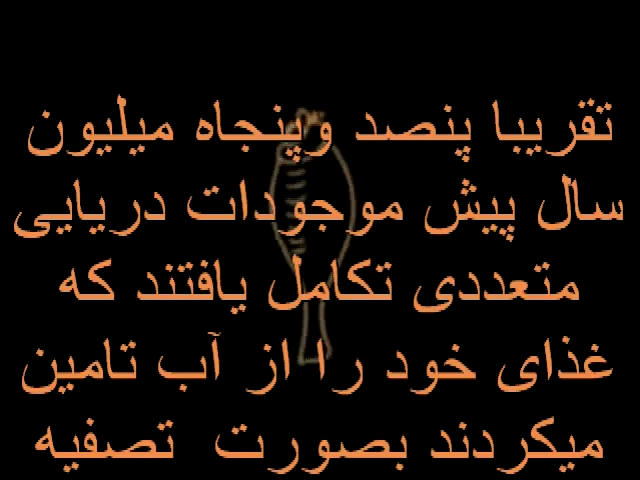 تقریبا پنصد وپنجاه میلیون
سال پیش موجودات دریایی
متعددی تکامل یافتند که
غذای خود را از آب تامین
میکردند بصورت تصفیه